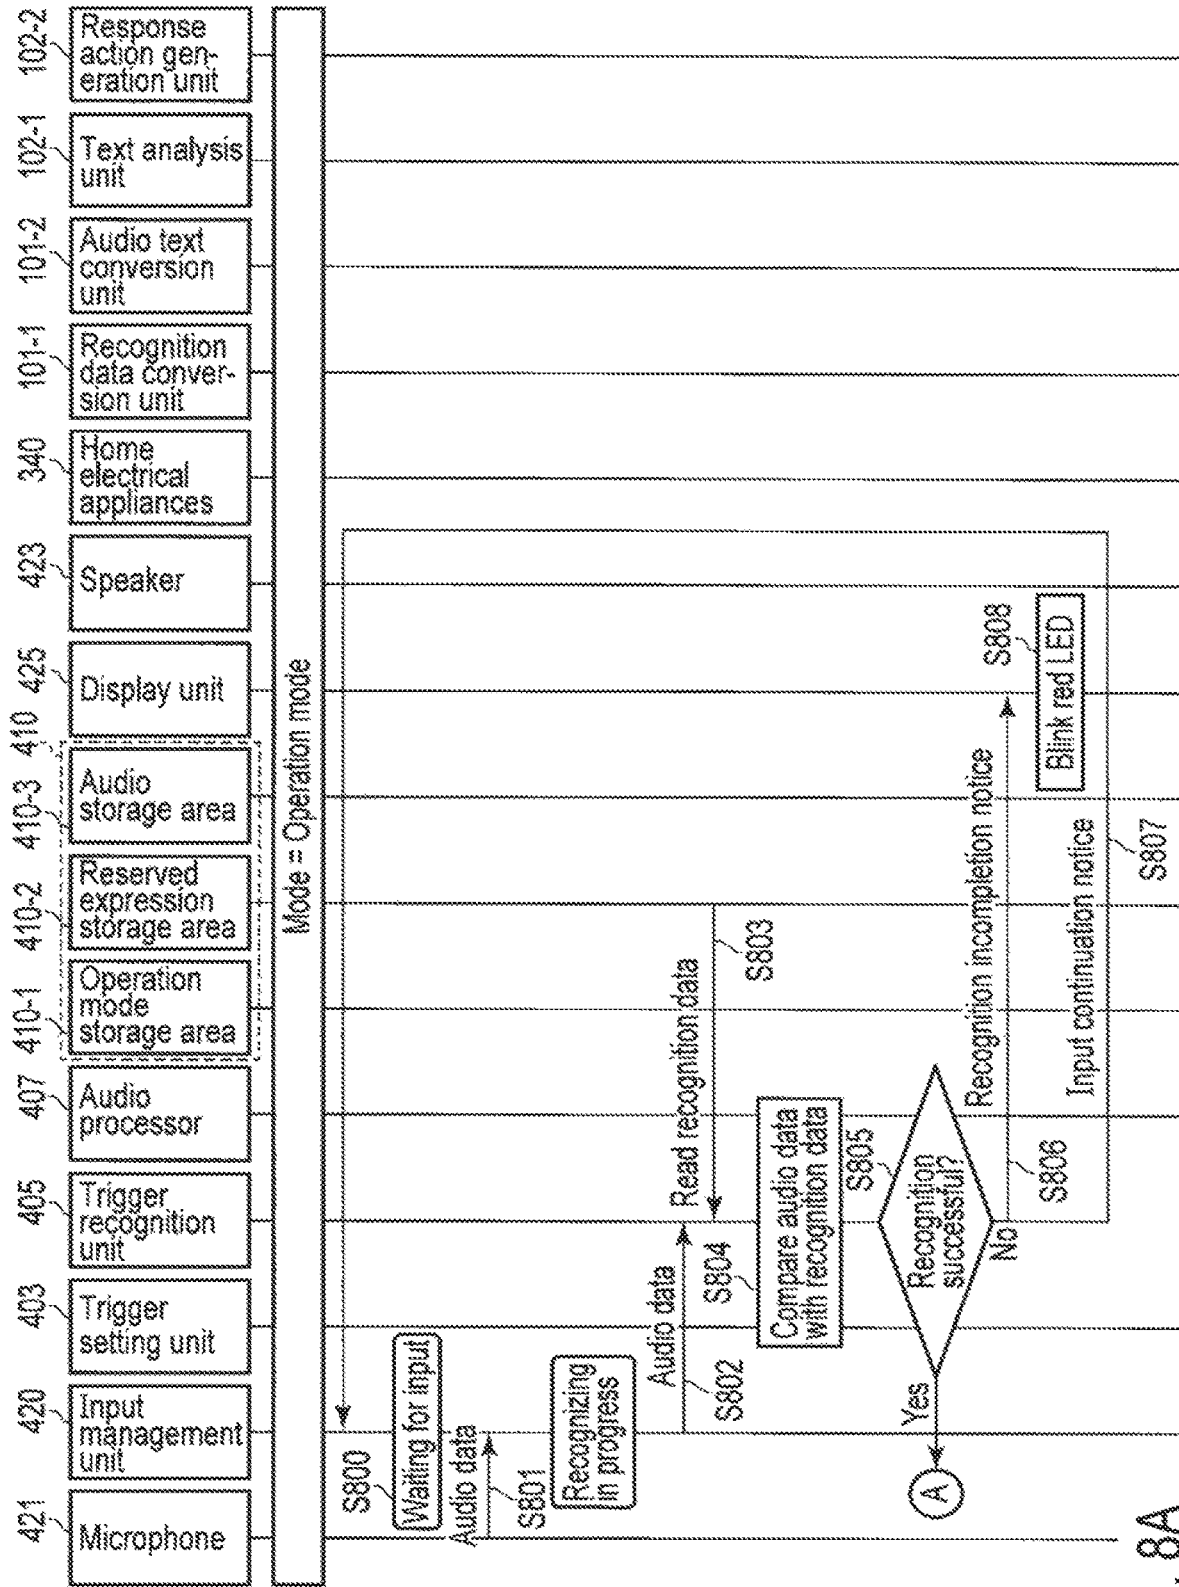 421
Microphone
420
Input
management
unit
403
Trigger
setting unit
405
Trigger
recognition
unit
407
Audio
processor
410-1
Operation
mode
storage area
410-2
Reserved
expression
storage area
410-3
Audio
storage area
410
425
Display unit
423
Speaker
340
Home
electrical
appliances
101-1
Recognition
data conver-
sion unit
101-2
Audio text
conversion
unit
102-1
Text analysis
unit
102-2
Response
action gen-
eration unit
Mode = Operation mode
S800
Waiting for input
Audio data
S801
Recognizing
in progress
Audio data
S802
Read recognition data
S803
S804
Compare audio data
with recognition data
S805
Recognition
successful?
Yes
A
No
S806
Recognition incompletion notice
S808
Blink red LED
Input continuation notice
S807
8A